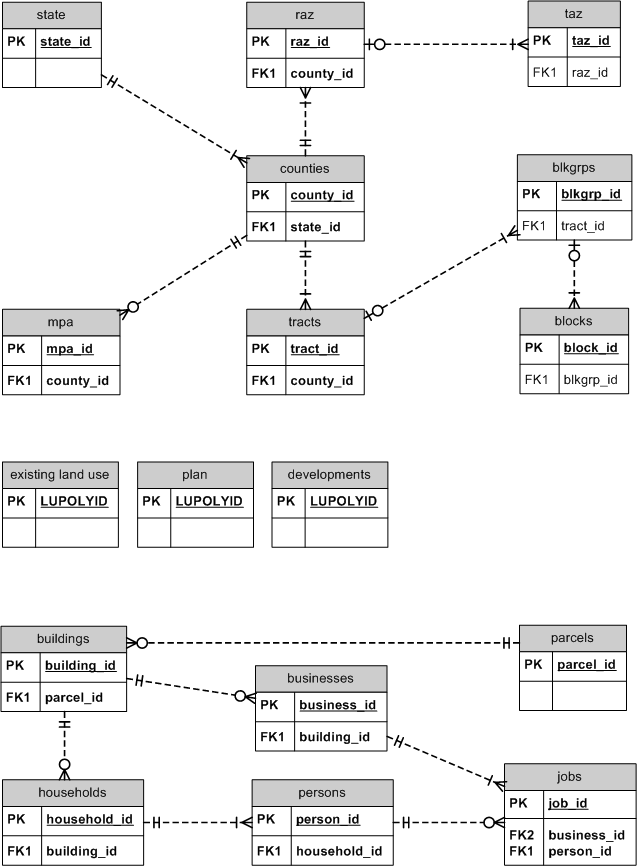 state
PK state_id
raz
PK raz_id
FK1 county_id
taz
PK taz_id
FK1 raz_id
counties
PK county_id
FK1 state_id
blkgrps
PK blkgrp_id
FK1 tract_id
mpa
PK mpa_id
FK1 county_id
tracts
PK tract_id
FK1 county_id
blocks
PK block_id
FK1 blkgrp_id
existing land use
PK LUPOLYID
plan
PK LUPOLYID
developments
PK LUPOLYID
buildings
PK building_id
FK1 parcel_id
parcels
PK parcel_id
businesses
PK business_id
FK1 building_id
households
PK household_id
FK1 building_id
persons
PK person_id
FK1 household_id
jobs
PK job_id
FK2 business_id
FK1 person_id